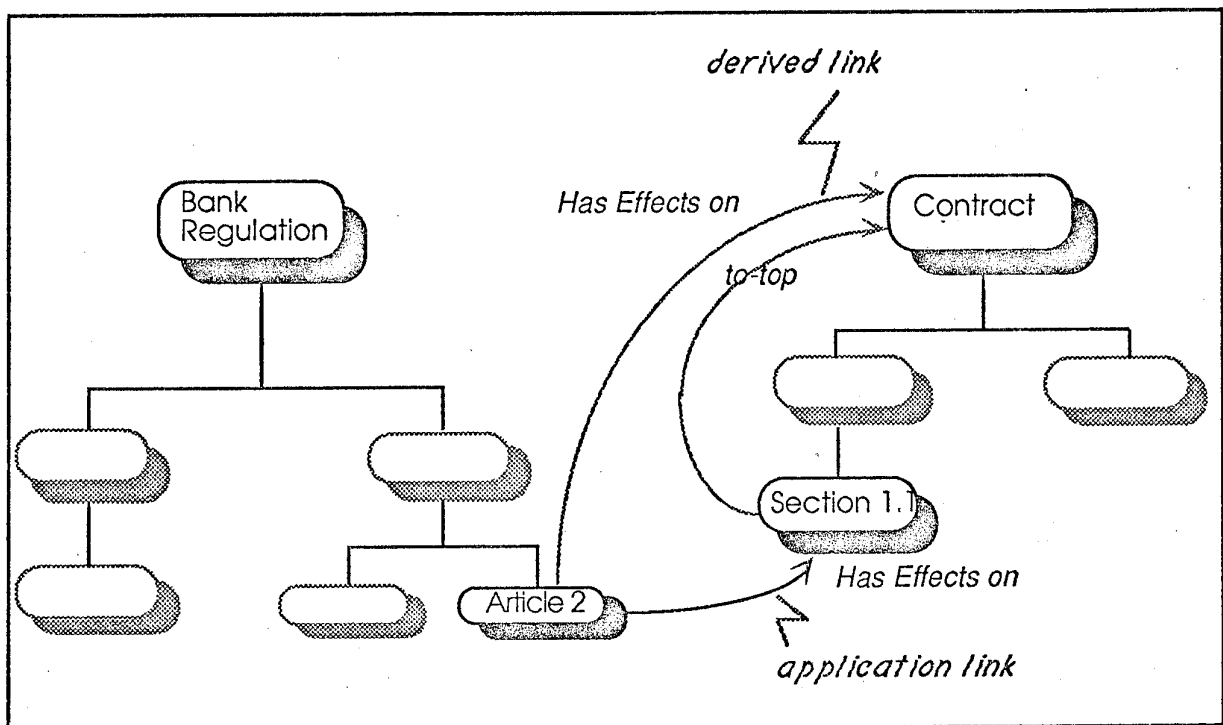 derived link
Bank
Regulation
Has Effects on
Contract
to-top
Section 1.1
Article 2
Has Effects on
application link